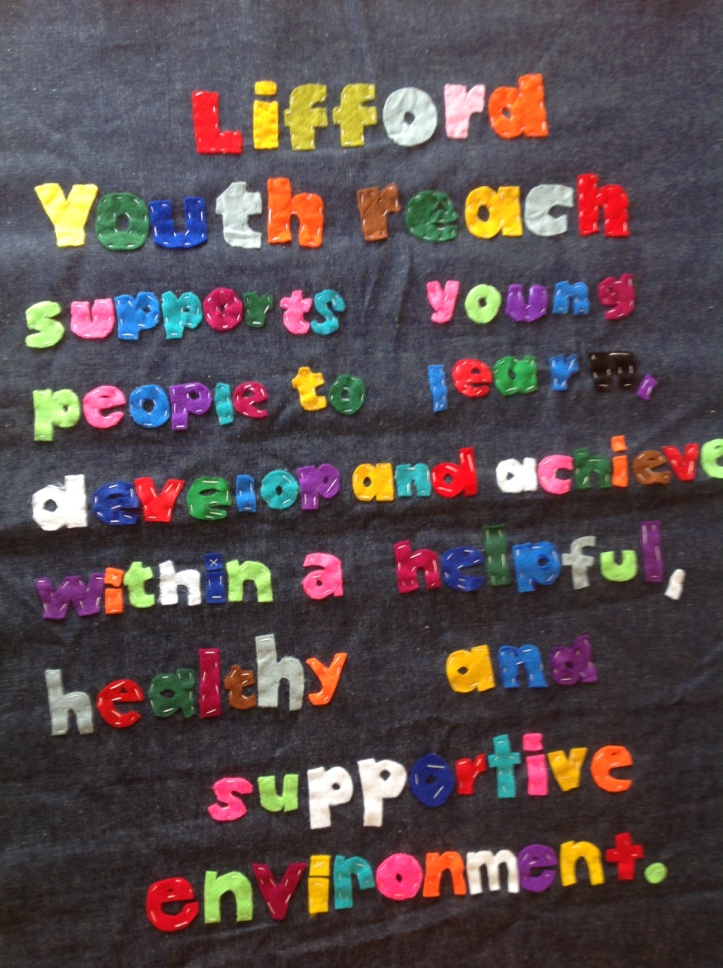 Lifford
Youth reach
supports young
people to learn,
develop and achieve
within a helpful,
healthy and
supportive
environment.